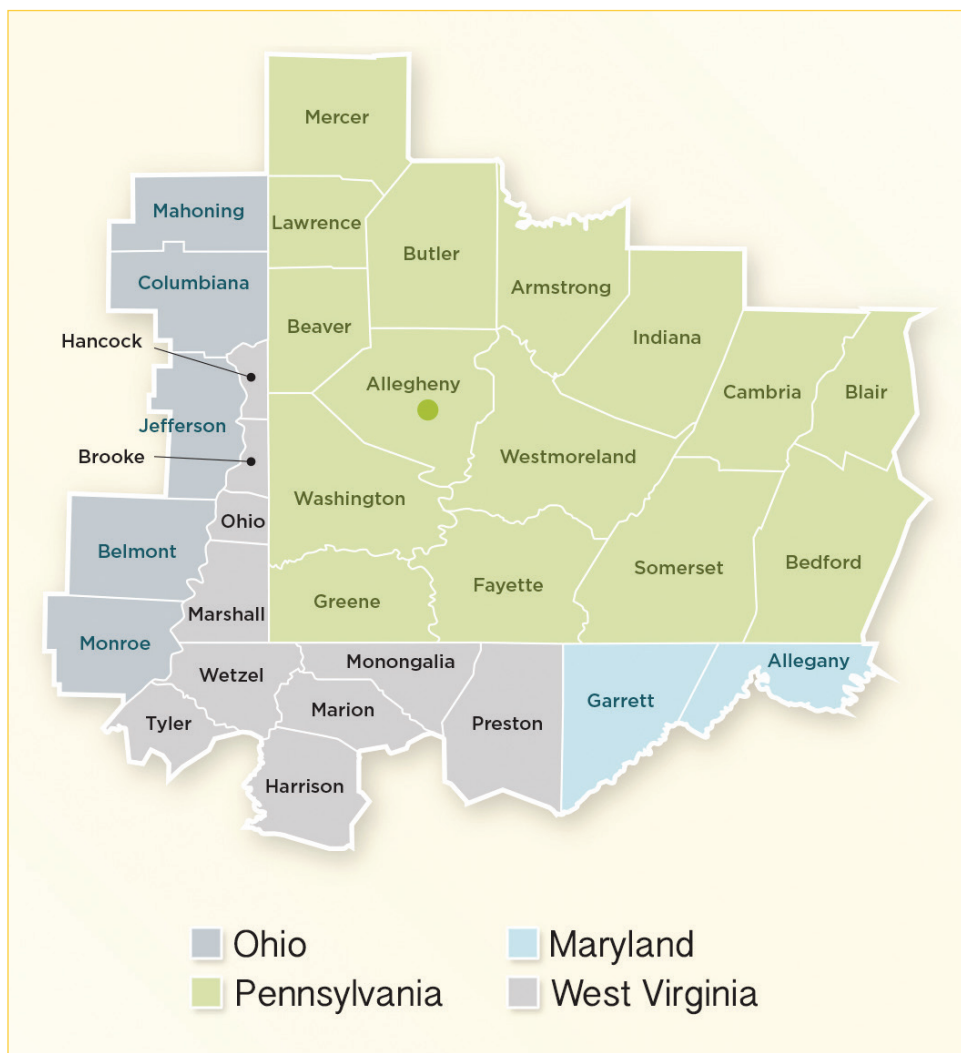 Mercer
Mahoning
Lawrence
Butler
Columbiana
Armstrong
Beaver
Hancock
Indiana
Allegheny
Cambria
Blair
Jefferson
Brooke
Westmoreland
Washington
Ohio
Belmont
Bedford
Somerset
Fayette
Greene
Marshall
Monroe
Monongalia
Allegany
Wetzel
Garrett
Marion
Tyler
Preston
Harrison
Ohio
Maryland
Pennsylvania
West Virginia